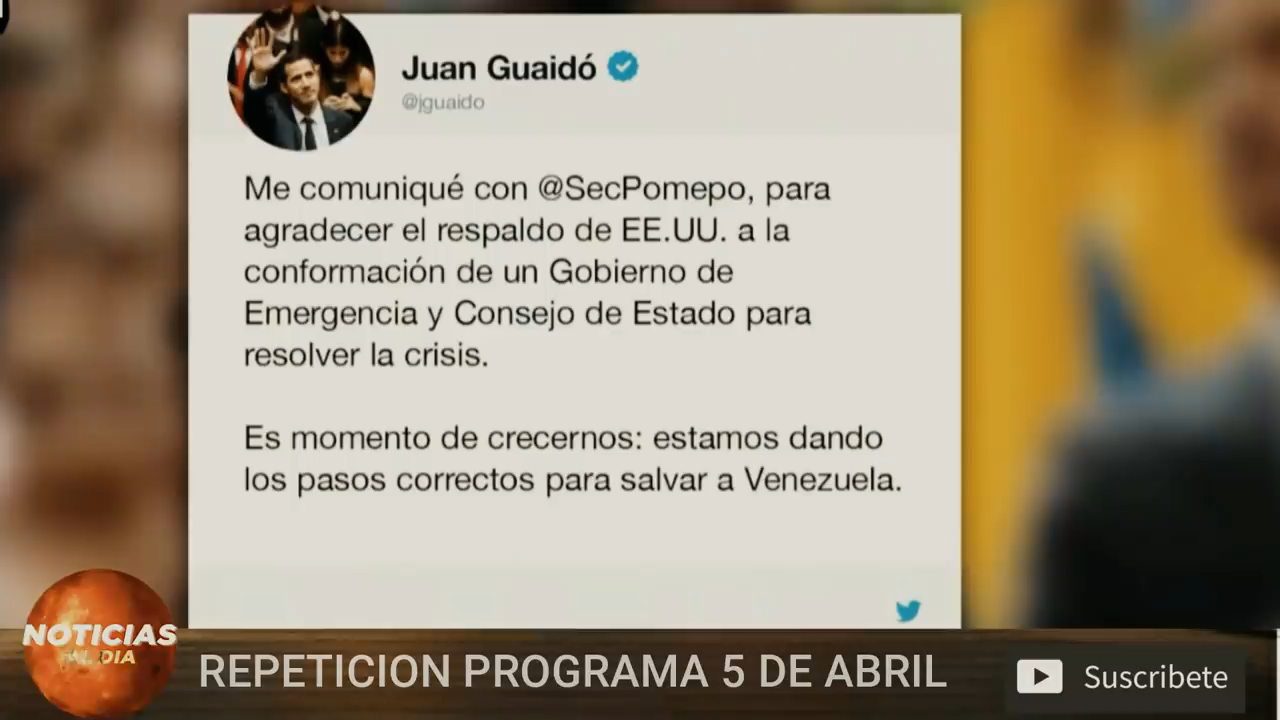 Juan Guaidó
@jguaido
Me comuniqué con @SecPomepo, para
agradecer el respaldo de EE.UU. a la
conformación de un Gobierno de
Emergencia y Consejo de Estado para
resolver la crisis.
Es momento de crecernos: estamos dando
los pasos correctos para salvar a Venezuela.
NOTICIAS
DIA
REPETICION PROGRAMA 5 DE ABRIL
Suscribete